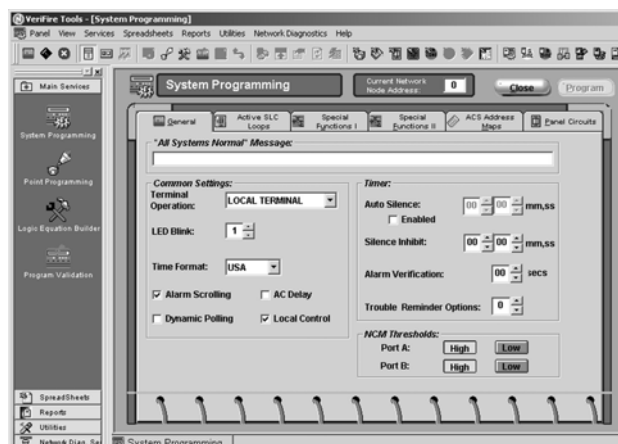 VeriFire Tools - [System Programming]
Panel View Services Spreadsheets Reports Utilities Network Diagnostics Help
Main Services
System Programming
Point Programming
Logic Equation Builder
Program Validation
SpreadSheets
Reports
Utilities
Network Diag. Se
System Programming
Current Network
Node Address:
0
Close
Program
General
Active SLC
Loops
Special
Functions I
Special
Functions II
ACS Address
Maps
Panel Circuits
"All Systems Normal" Message:
Common Settings:
Terminal
Operation:
LOCAL TERMINAL
LED Blink:
1
Time Format:
USA
Alarm Scrolling
AC Delay
Dynamic Polling
Local Control
Timer:
Auto Silence:
00 00 mm,ss
Enabled
Silence Inhibit:
00 00 mm,ss
Alarm Verification:
00 secs
Trouble Reminder Options:
0
NCM Thresholds:
Port A: High Low
Port B: High Low
System Programming